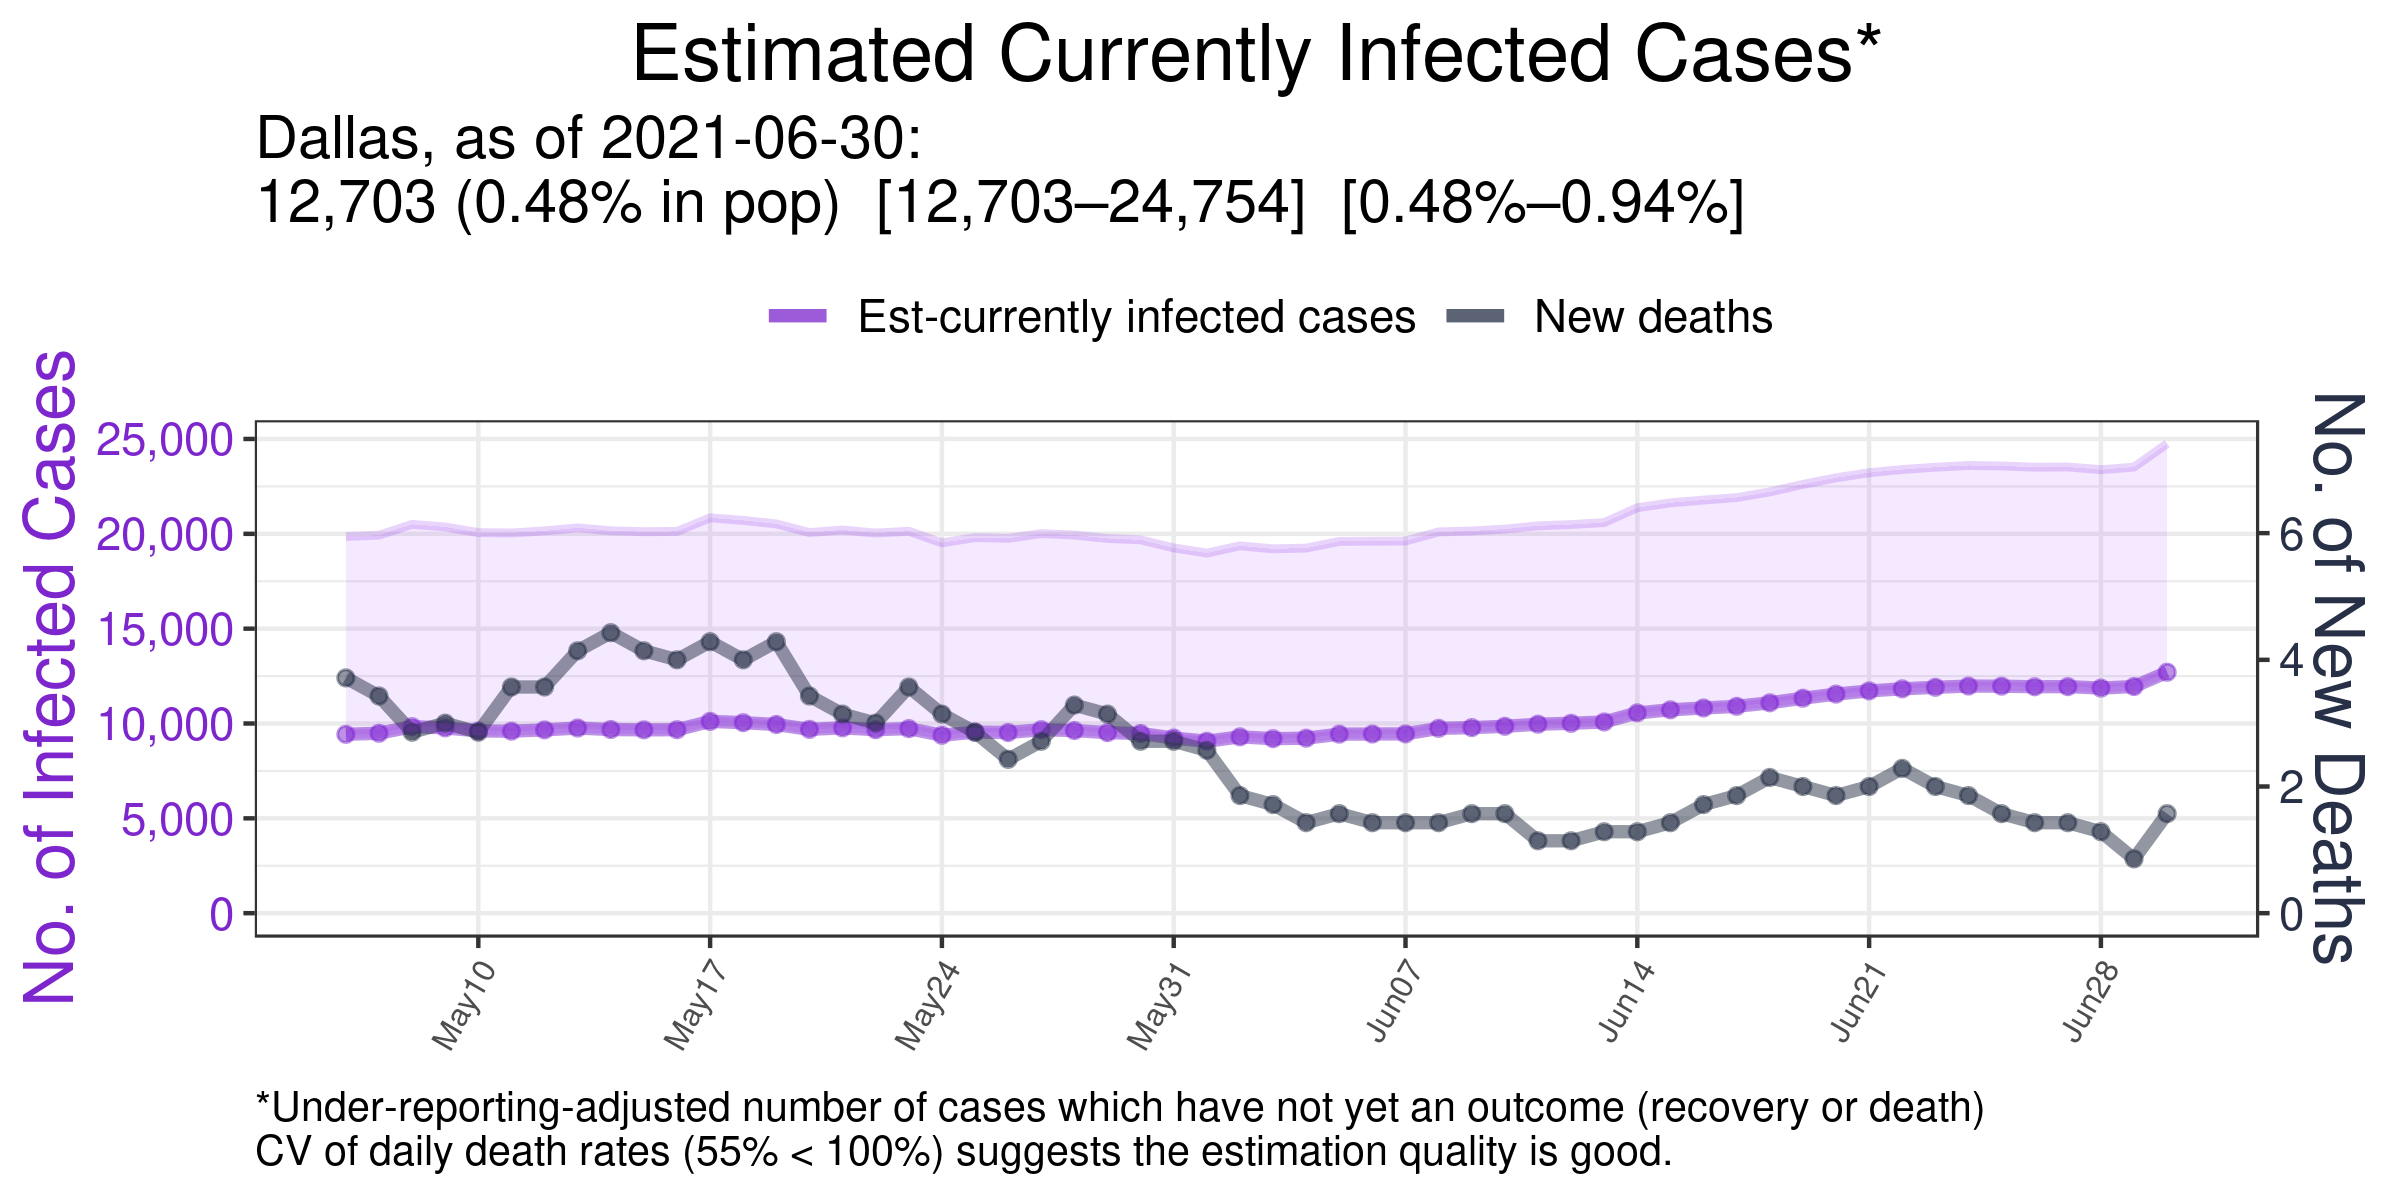 Estimated Currently Infected Cases*
Dallas, as of 2021-06-30:
12,703 (0.48% in pop)  [12,703–24,754]  [0.48%–0.94%]
Est-currently infected cases
New deaths
No. of Infected Cases
25,000
20,000
15,000
10,000
5,000
0
6
4
2
0
No. of New Deaths
May10
May17
May24
May31
Jun07
Jun14
Jun21
Jun28
*Under-reporting-adjusted number of cases which have not yet an outcome (recovery or death)
CV of daily death rates (55% < 100%) suggests the estimation quality is good.